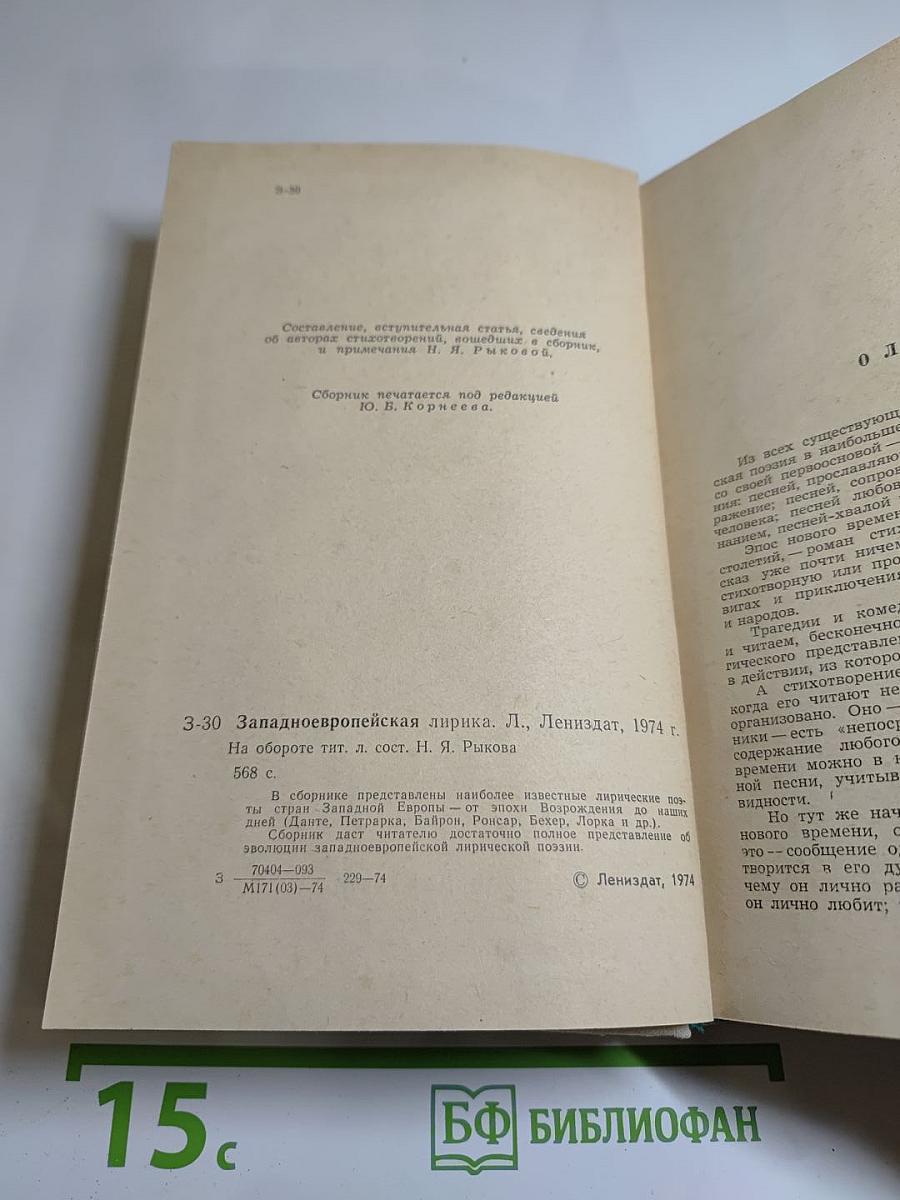 З-30
Составление, вступительная статья, сведения
об авторах стихотворений, вошедших в сборник,
и примечания Н. Я. Рыковой.
Сборник печатается под редакцией
Ю. Б. Корнеева.
З-30 Западноевропейская лирика. Л., Лениздат, 1974 г.
На обороте тит. л. сост. Н. Я. Рыкова
568 с.
В сборнике представлены наиболее известные лирические поэ-
ты стран Западной Европы — от эпохи Возрождения до наших
дней (Данте, Петрарка, Байрон, Ронсар, Бехер, Лорка и др.).
Сборник даст читателю достаточно полное представление об
эволюции западноевропейской лирической поэзии.
З 70404—093
М171(03)—74 229—74
© Лениздат, 1974
О Л
Из всех существующ
ская поэзия в наибольше
со своей первоосновой —
ния: песней, прославляю
ражение; песней, сопров
человека; песней любов
нанием, песней-хвалой
Эпос нового времен
столетий, — роман стих
сказ уже почти ничем
стихотворную или про
вигах и приключения
и народов.
Трагедии и комед
и читаем, бесконечно
гического представле
в действии, из которо
А стихотворение
когда его читают не
организовано. Оно —
ники — есть «непоср
содержание любого
времени можно в к
ной песни, учитыв
видности.
Но тут же нач
нового времени, с
это — сообщение од
творится в его ду
чему он лично ра
он лично любит;
15 с
БФ БИБЛИОФАН